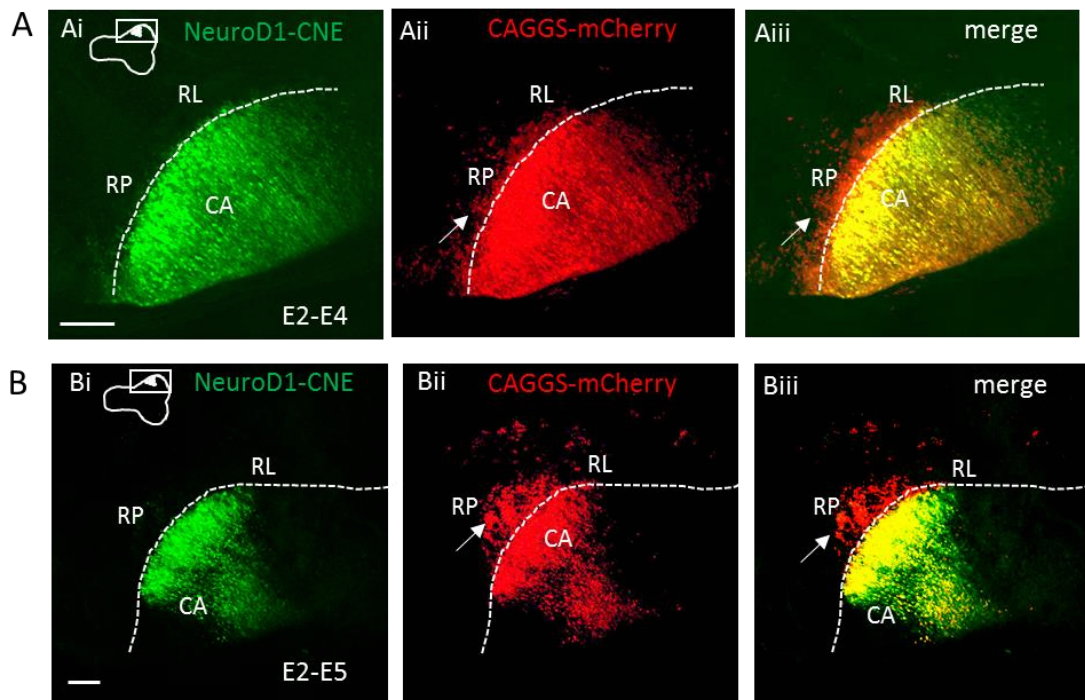 A
Ai NeuroD1-CNE
RL
RP
CA
E2-E4
Aii CAGGS-mCherry
RL
RP
CA
Aiii merge
RL
RP
CA
B
Bi NeuroD1-CNE
RL
RP
CA
E2-E5
Bii CAGGS-mCherry
RL
RP
CA
Biii merge
RL
RP
CA